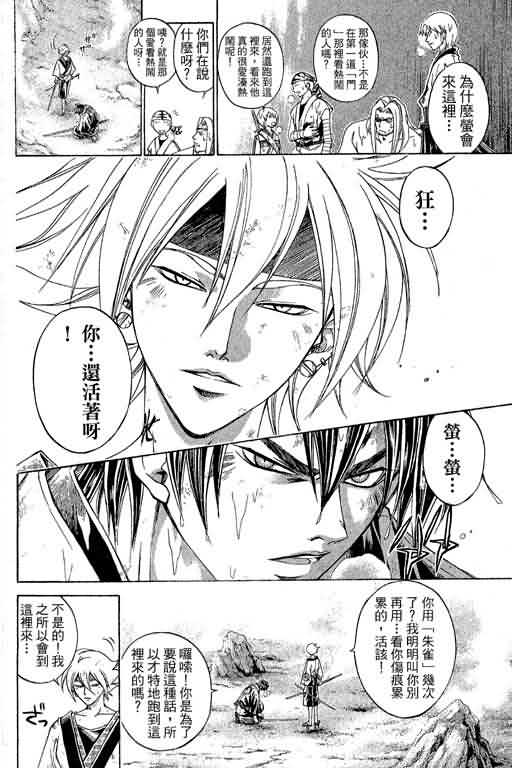 為什麼螢會
來這裡…
那傢伙…不是
在第一道「門
」那裡看熱鬧
的人嗎？
居然還跑到這
裡來，看來他
真的很愛湊熱
鬧呢！
你們在說
什麼呀？
咦？就是那
個愛看熱鬧
的人呀…
狂…
你…還活著呀
！
螢…螢…
你用「朱雀」幾次
了？我明明叫你別
再用…看你傷痕累
累的，活該！
囉嗦！你是為了
要說這種話，所
以才特地跑到這
裡來的嗎？
不是的！我
之所以會到
這裡來…